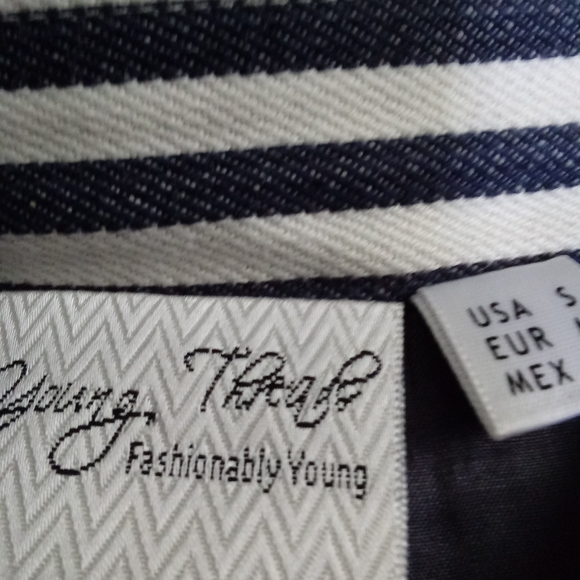 Young Threads
Fashionably Young
USA S
EUR
MEX